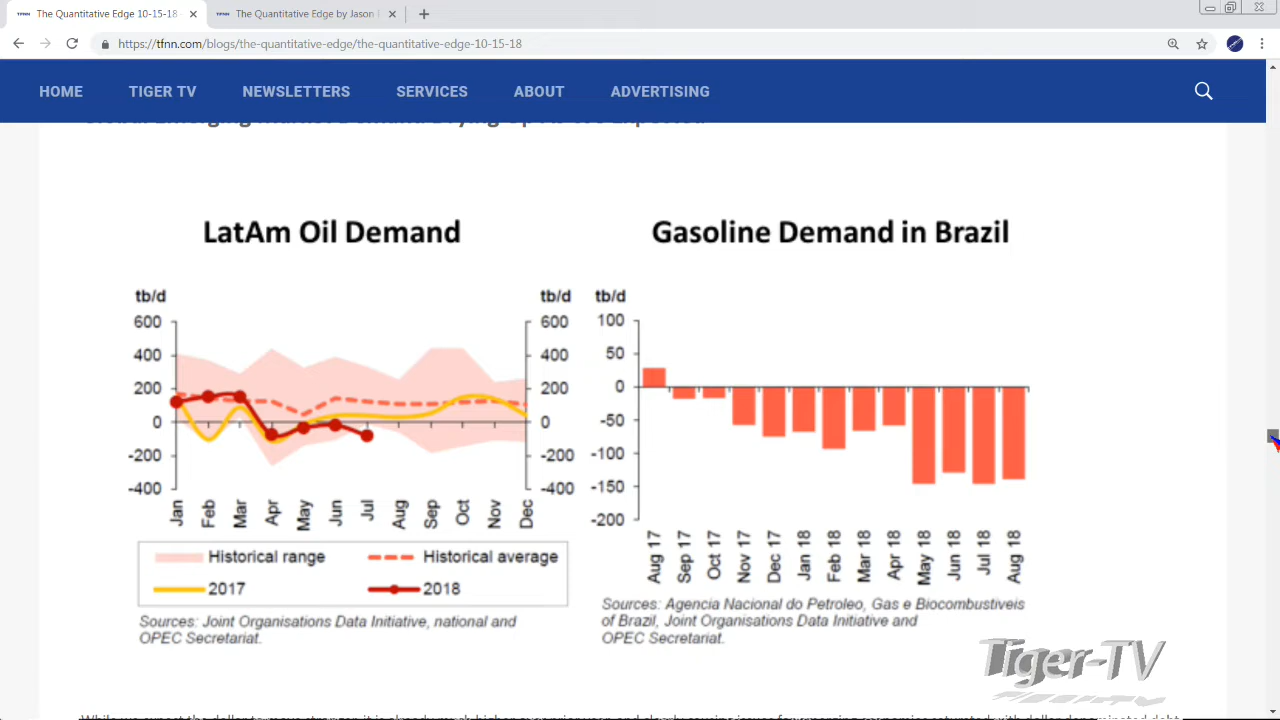 The Quantitative Edge 10-15-18
The Quantitative Edge by Jason
https://tfnn.com/blogs/the-quantitative-edge/the-quantitative-edge-10-15-18
HOME TIGER TV NEWSLETTERS SERVICES ABOUT ADVERTISING
LatAm Oil Demand
Gasoline Demand in Brazil
tb/d tb/d
600 600
400 400
200 200
0 0
-200 -200
-400 -400
Jan Feb Mar Apr May Jun Jul Aug Sep Oct Nov Dec
Historical range Historical average
2017 2018
Sources: Joint Organisations Data Initiative, national and
OPEC Secretariat.
tb/d
100
50
0
-50
-100
-150
-200
Aug 17 Sep 17 Oct 17 Nov 17 Dec 17 Jan 18 Feb 18 Mar 18 Apr 18 May 18 Jun 18 Jul 18 Aug 18
Sources: Agencia Nacional do Petroleo, Gas e Biocombustiveis
of Brazil, Joint Organisations Data Initiative and
OPEC Secretariat.
Tiger-TV